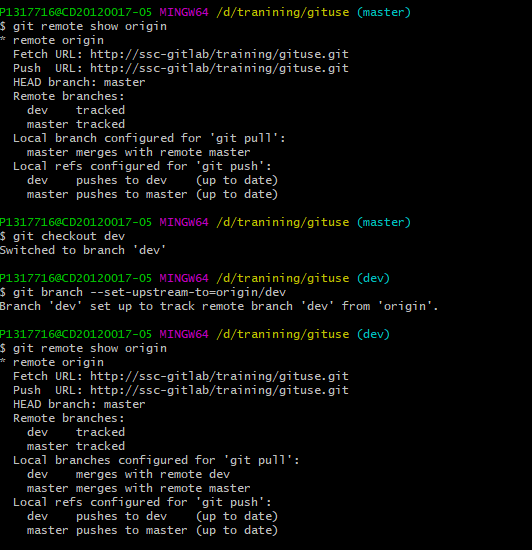 P1317716@CD20120017-05 MINGW64 /d/tranining/gituse (master)
$ git remote show origin
* remote origin
  Fetch URL: http://ssc-gitlab/training/gituse.git
  Push  URL: http://ssc-gitlab/training/gituse.git
  HEAD branch: master
  Remote branches:
    dev    tracked
    master tracked
  Local branch configured for 'git pull':
    master merges with remote master
  Local refs configured for 'git push':
    dev    pushes to dev    (up to date)
    master pushes to master (up to date)
P1317716@CD20120017-05 MINGW64 /d/tranining/gituse (master)
$ git checkout dev
Switched to branch 'dev'
P1317716@CD20120017-05 MINGW64 /d/tranining/gituse (dev)
$ git branch --set-upstream-to=origin/dev
Branch 'dev' set up to track remote branch 'dev' from 'origin'.
P1317716@CD20120017-05 MINGW64 /d/tranining/gituse (dev)
$ git remote show origin
* remote origin
  Fetch URL: http://ssc-gitlab/training/gituse.git
  Push  URL: http://ssc-gitlab/training/gituse.git
  HEAD branch: master
  Remote branches:
    dev    tracked
    master tracked
  Local branches configured for 'git pull':
    dev    merges with remote dev
    master merges with remote master
  Local refs configured for 'git push':
    dev    pushes to dev    (up to date)
    master pushes to master (up to date)